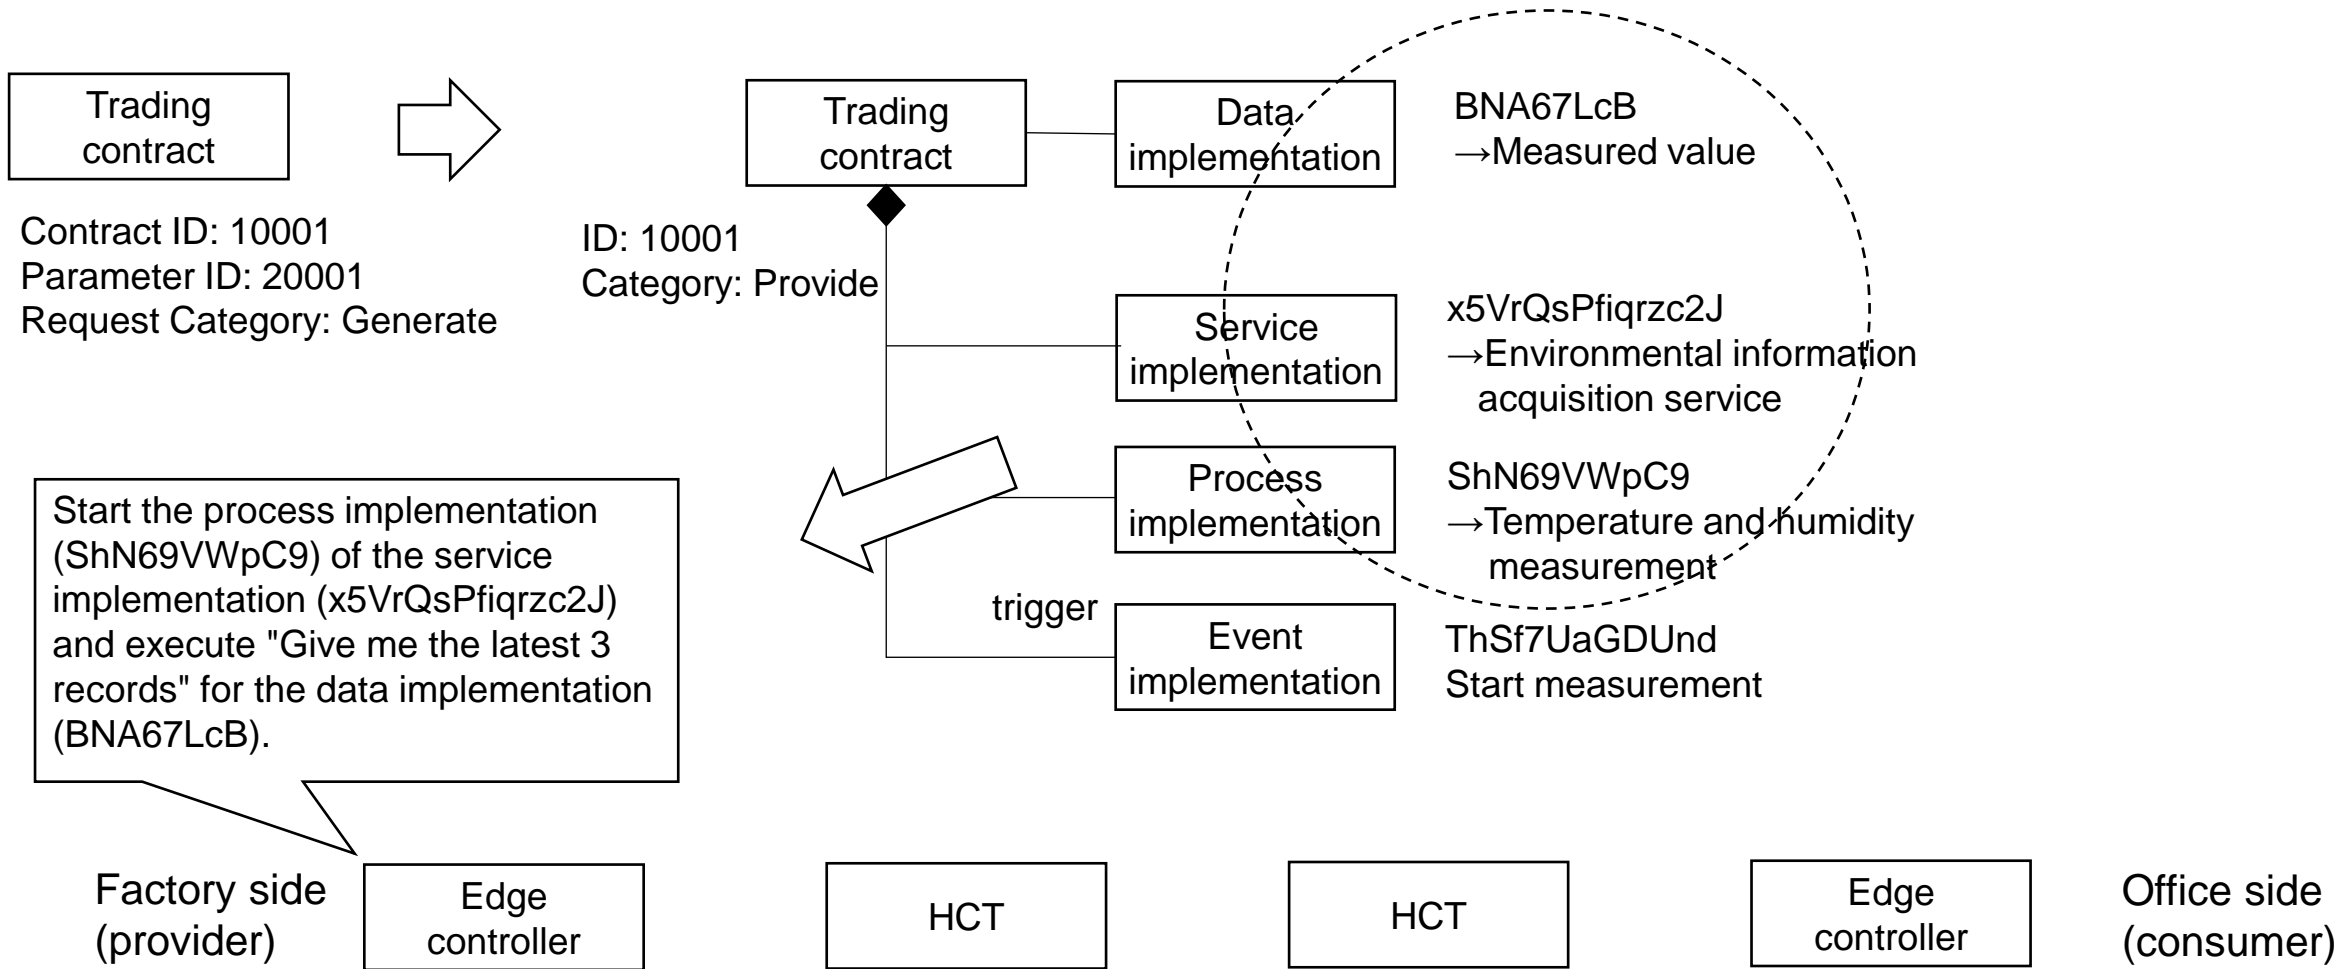 Trading
contract
Contract ID: 10001
Parameter ID: 20001
Request Category: Generate
Trading
contract
ID: 10001
Category: Provide
Data
implementation
BNA67LcB
→Measured value
Service
implementation
x5VrQsPfiqrzc2J
→Environmental information
acquisition service
Process
implementation
ShN69VWpC9
→Temperature and humidity
measurement
trigger
Event
implementation
ThSf7UaGDUnd
Start measurement
Start the process implementation
(ShN69VWpC9) of the service
implementation (x5VrQsPfiqrzc2J)
and execute "Give me the latest 3
records" for the data implementation
(BNA67LcB).
Factory side
(provider)
Edge
controller
HCT
HCT
Edge
controller
Office side
(consumer)